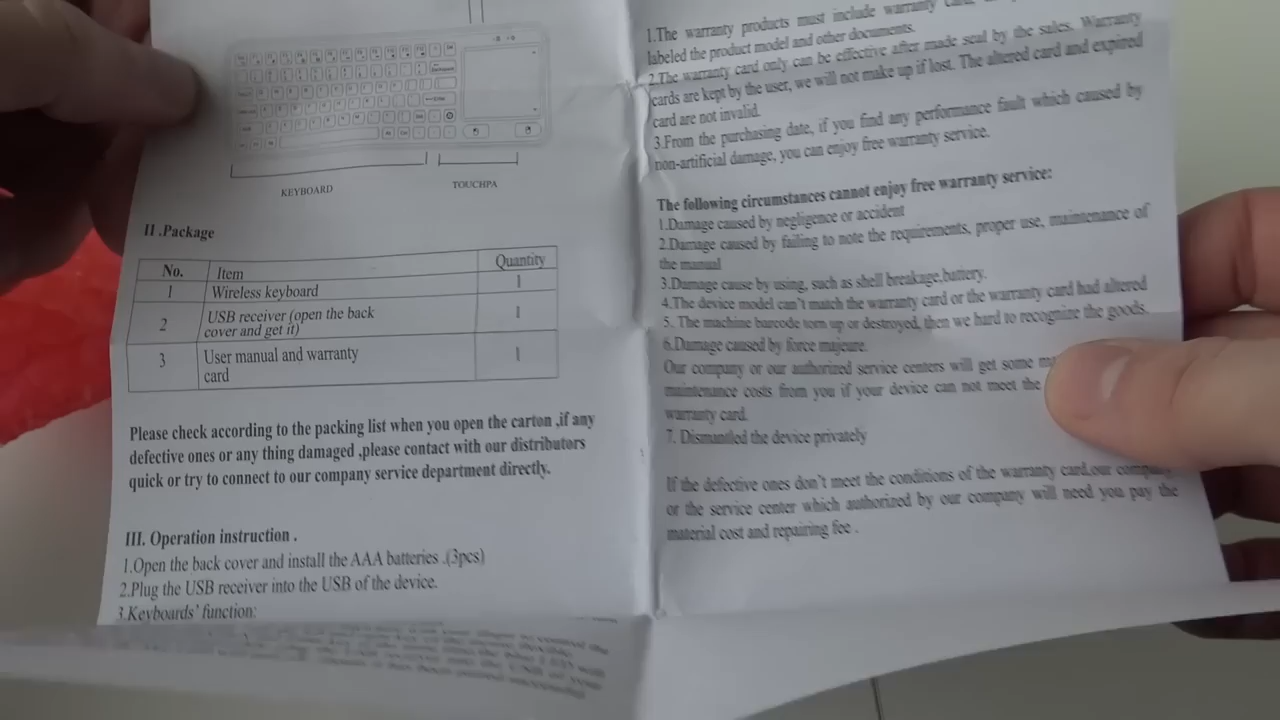 KEYBOARD
TOUCHPA
II .Package
No. Item Quantity
1 Wireless keyboard 1
2 USB receiver (open the back
cover and get it) 1
3 User manual and warranty
card 1
Please check according to the packing list when you open the carton ,if any
defective ones or any thing damaged ,please contact with our distributors
quick or try to connect to our company service department directly.
III. Operation instruction .
1.Open the back cover and install the AAA batteries .(3pcs)
2.Plug the USB receiver into the USB of the device.
3.Keyboards' function:
1.The warranty products must include warranty
labeled the product model and other documents.
2.The warranty card only can be effective after made seal by the sales. Warranty
cards are kept by the user, we will not make up if lost. The altered card and expired
card are not invalid.
3.From the purchasing date, if you find any performance fault which caused by
non-artificial damage, you can enjoy free warranty service.
The following circumstances cannot enjoy free warranty service:
1.Damage caused by negligence or accident
2.Damage caused by failing to note the requirements, proper use, maintenance of
the manual
3.Damage cause by using, such as shell breakage,battery.
4.The device model can't match the warranty card or the warranty card had altered
5. The machine barcode torn up or destroyed, then we hard to recognize the goods.
6.Damage caused by force majeure.
Our company or our authorized service centers will get some
maintenance costs from you if your device can not meet the
warranty card.
7. Dismantled the device privately
If the defective ones don't meet the conditions of the warranty card,our
or the service center which authorized by our company will need you pay the
material cost and repairing fee .